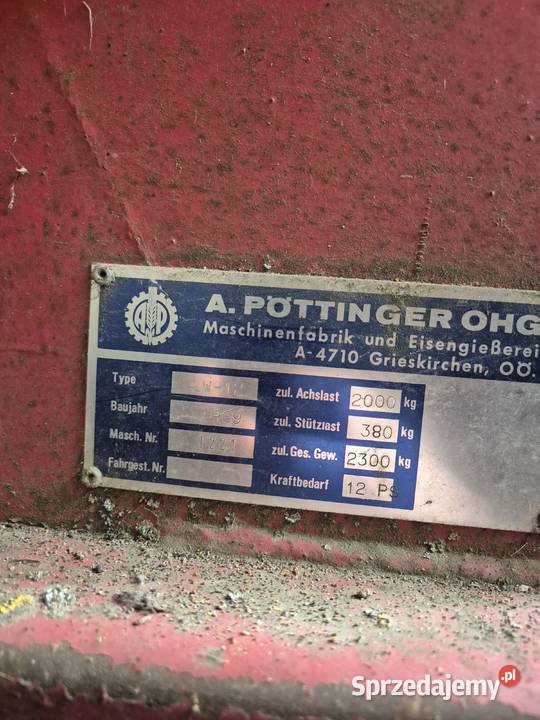 A. PÖTTINGER OHG
Maschinenfabrik und Eisengießerei
A-4710 Grieskirchen, OÖ.
Type
Baujahr
Masch. Nr. 1221
Fahrgest. Nr.
zul. Achslast 2000 kg
zul. Stützlast 380 kg
zul. Ges. Gew. 2300 kg
Kraftbedarf 12 PS
Sprzedajemy.pl